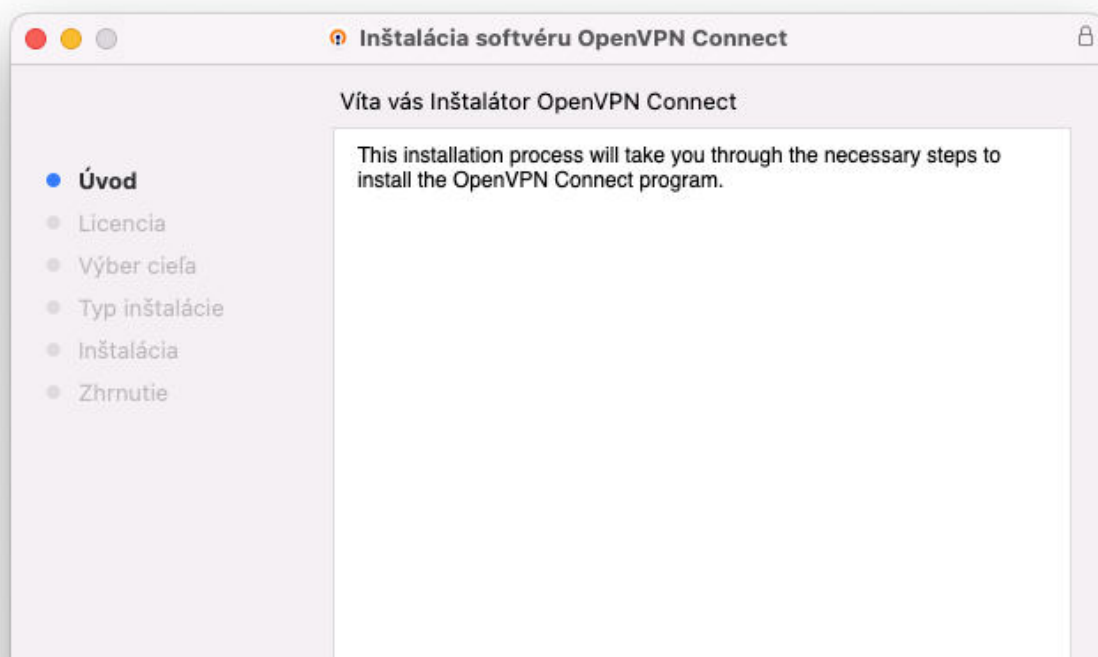 Inštalácia softvéru OpenVPN Connect
Víta vás Inštalátor OpenVPN Connect
This installation process will take you through the necessary steps to
install the OpenVPN Connect program.
Úvod
Licencia
Výber cieľa
Typ inštalácie
Inštalácia
Zhrnutie